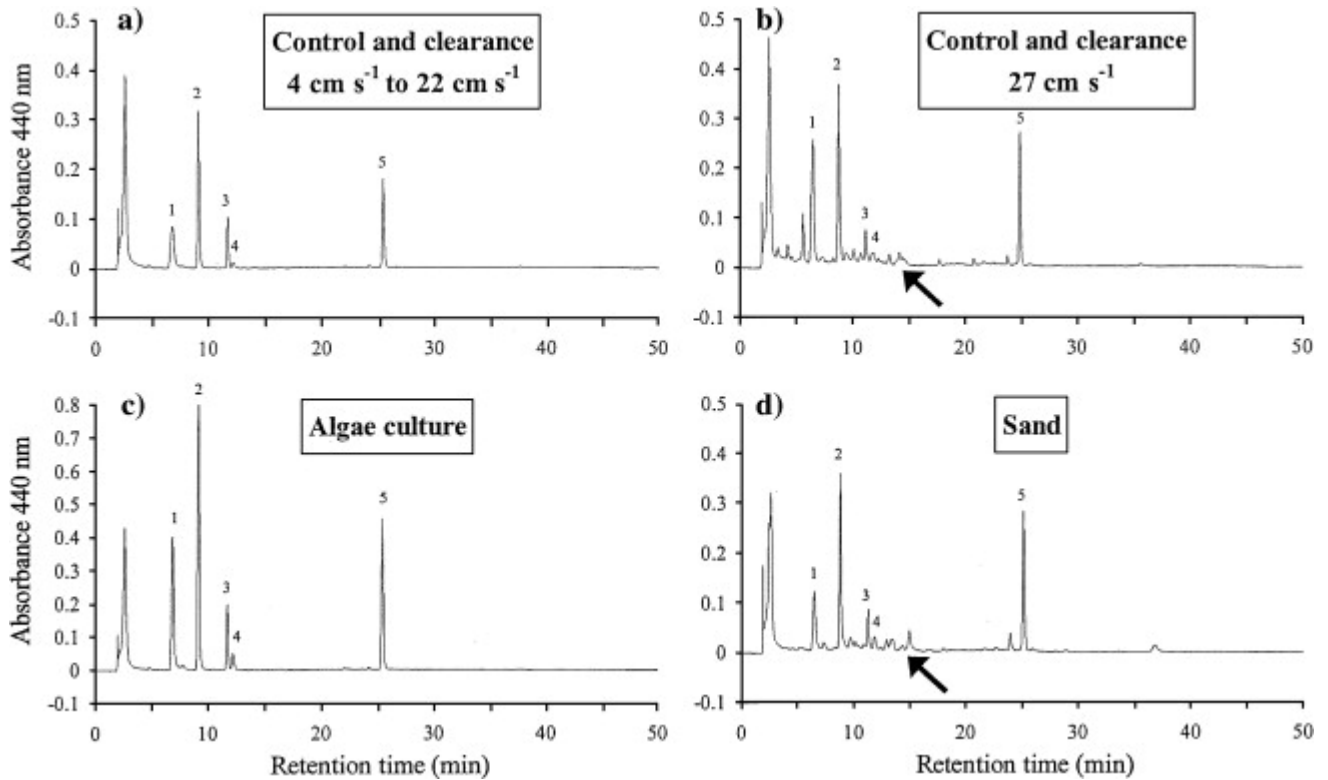 a)
Control and clearance
4 cm s⁻¹ to 22 cm s⁻¹
Absorbance 440 nm
0.5
0.4
0.3
0.2
0.1
0
-0.1
1
2
3
4
5
0 10 20 30 40 50
b)
Control and clearance
27 cm s⁻¹
0.5
0.4
0.3
0.2
0.1
0
-0.1
1
2
3
4
5
0 10 20 30 40 50
c)
Algae culture
Absorbance 440 nm
0.8
0.7
0.6
0.5
0.4
0.3
0.2
0.1
0
-0.1
1
2
3
4
5
0 10 20 30 40 50
Retention time (min)
d)
Sand
0.5
0.4
0.3
0.2
0.1
0
-0.1
1
2
3
4
5
0 10 20 30 40 50
Retention time (min)